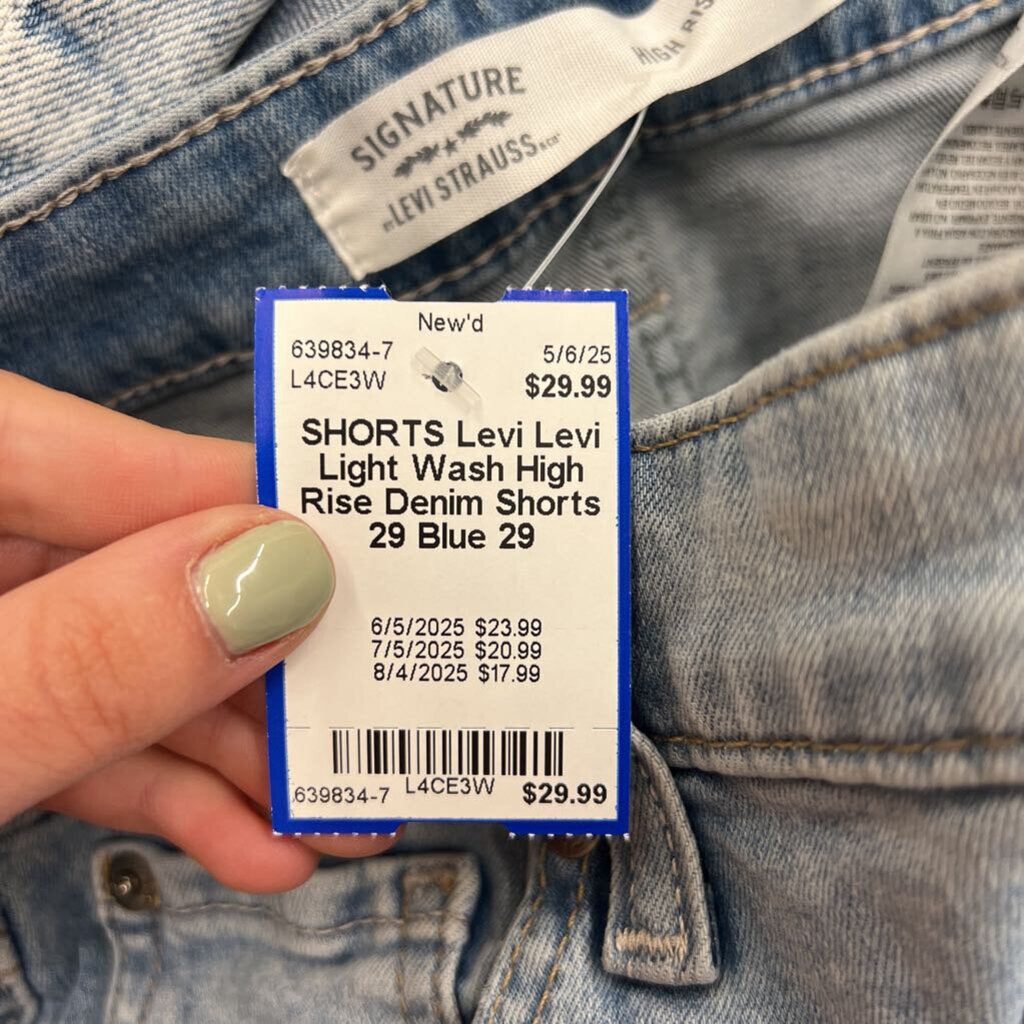 SIGNATURE
BY LEVI STRAUSS & CO
HIGH RIS
New'd
639834-7
5/6/25
L4CE3W
$29.99
SHORTS Levi Levi
Light Wash High
Rise Denim Shorts
29 Blue 29
6/5/2025 $23.99
7/5/2025 $20.99
8/4/2025 $17.99
639834-7
L4CE3W
$29.99